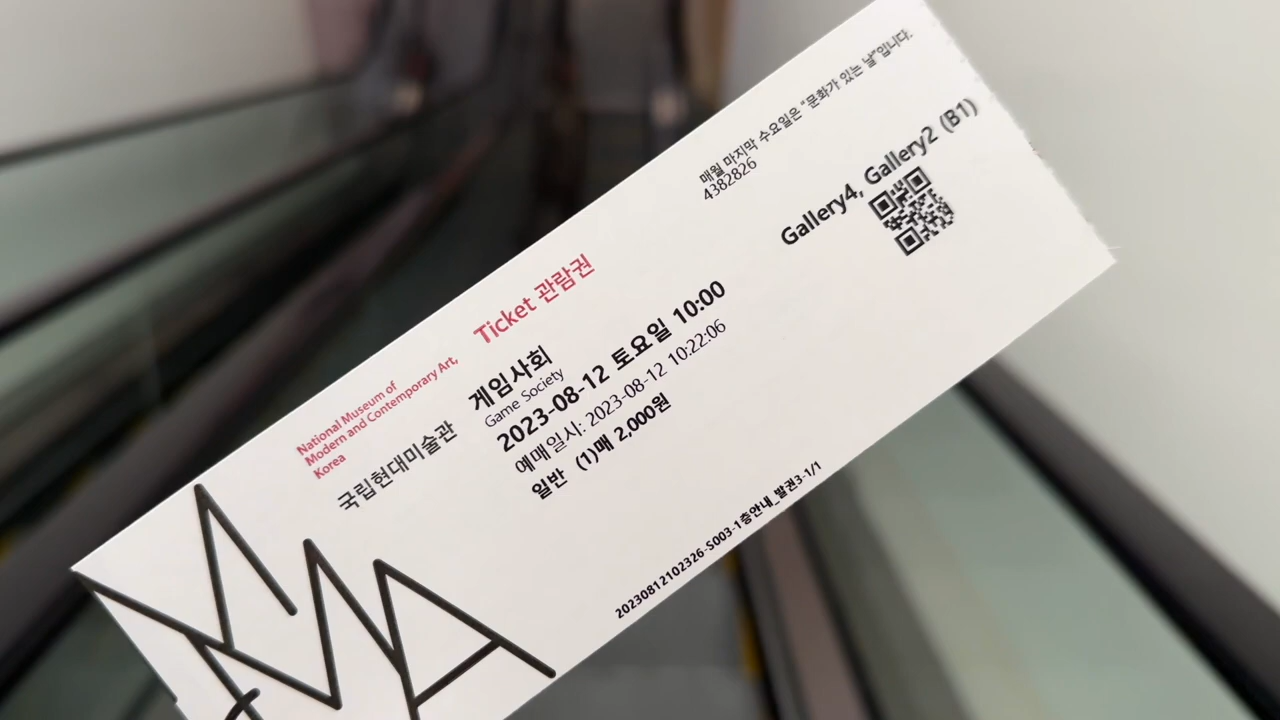 National Museum of
Modern and Contemporary Art,
Korea
국립현대미술관
Ticket 관람권
게임사회
Game Society
2023-08-12 토요일 10:00
예매일시: 2023-08-12 10:22:06
일반 (1)매 2,000원
매월 마지막 수요일은 "문화가 있는 날"입니다.
4382826
Gallery4, Gallery2 (B1)
20230812102326-S003-1층안내_발권3-1/1